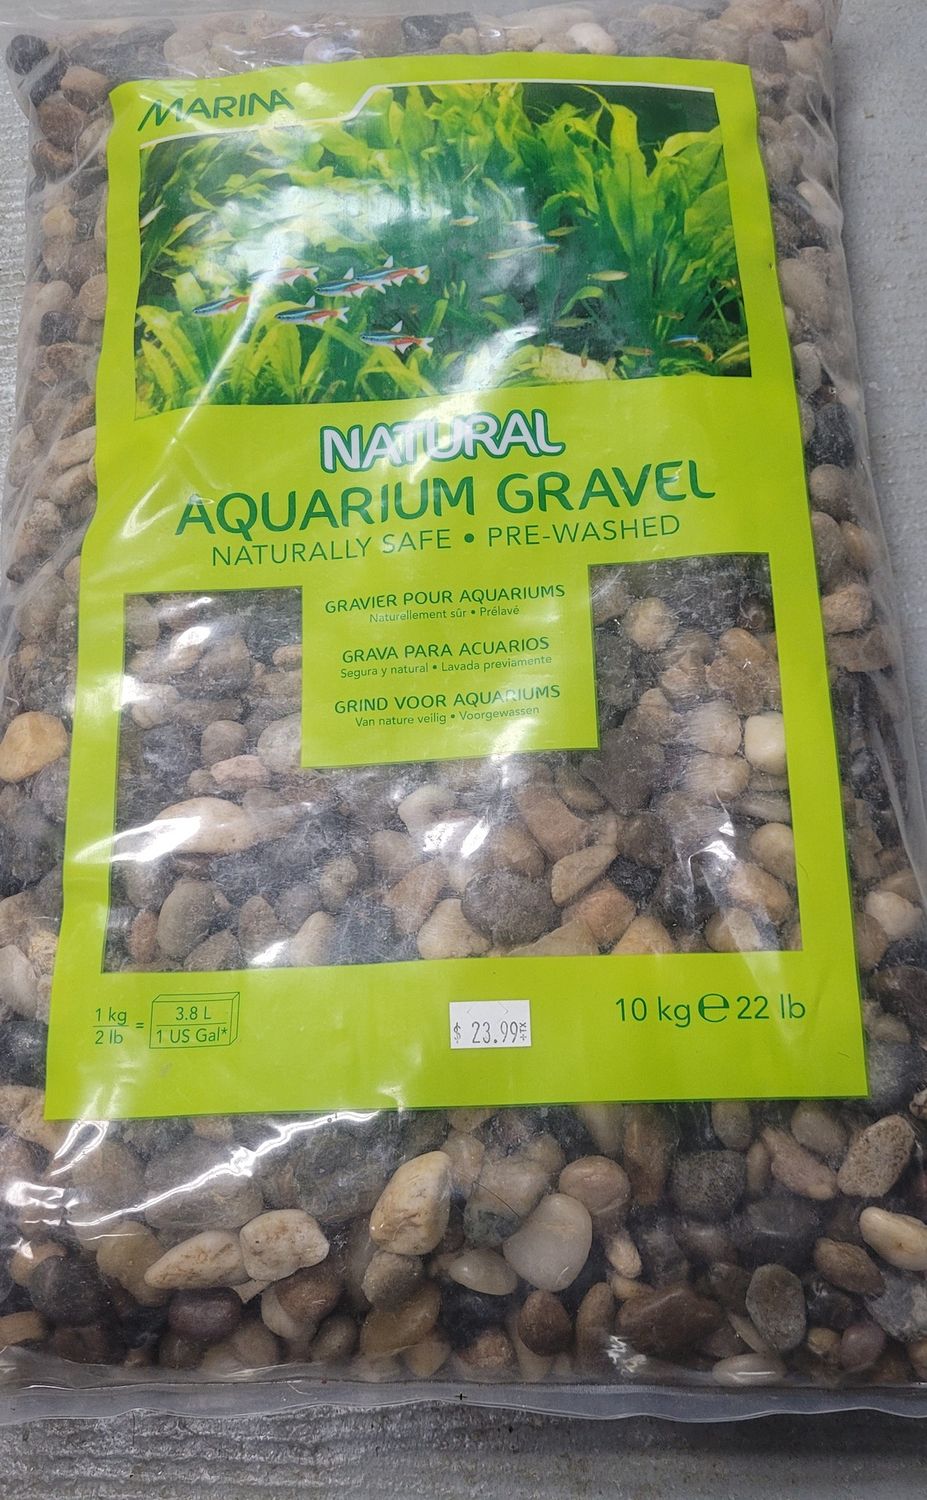 MARINA
NATURAL
AQUARIUM GRAVEL
NATURALLY SAFE • PRE-WASHED
GRAVIER POUR AQUARIUMS
Naturellement sûr • Prélavé
GRAVA PARA ACUARIOS
Segura y natural • Lavada previamente
GRIND VOOR AQUARIUMS
Van nature veilig • Voorgewassen
1 kg
2 lb
=
3.8 L
1 US Gal*
$ 23.99 +TX
10 kg ℮ 22 lb